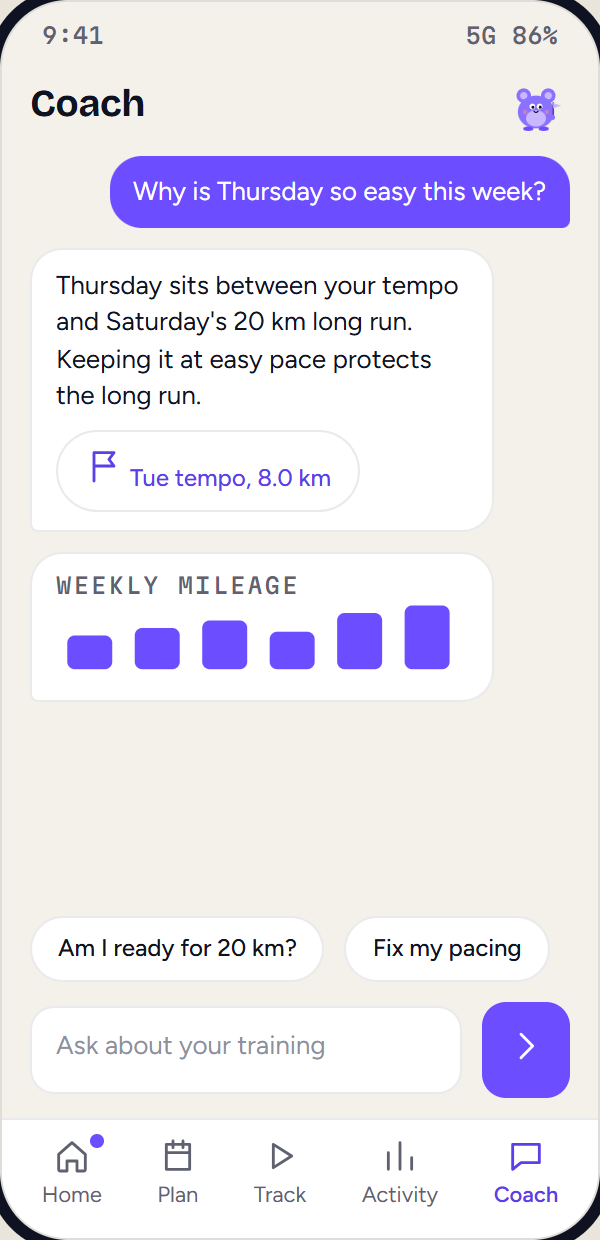 9:41
5G 86%
Coach
Why is Thursday so easy this week?
Thursday sits between your tempo
and Saturday's 20 km long run.
Keeping it at easy pace protects
the long run.
Tue tempo, 8.0 km
WEEKLY MILEAGE
Am I ready for 20 km?
Fix my pacing
Ask about your training
Home
Plan
Track
Activity
Coach